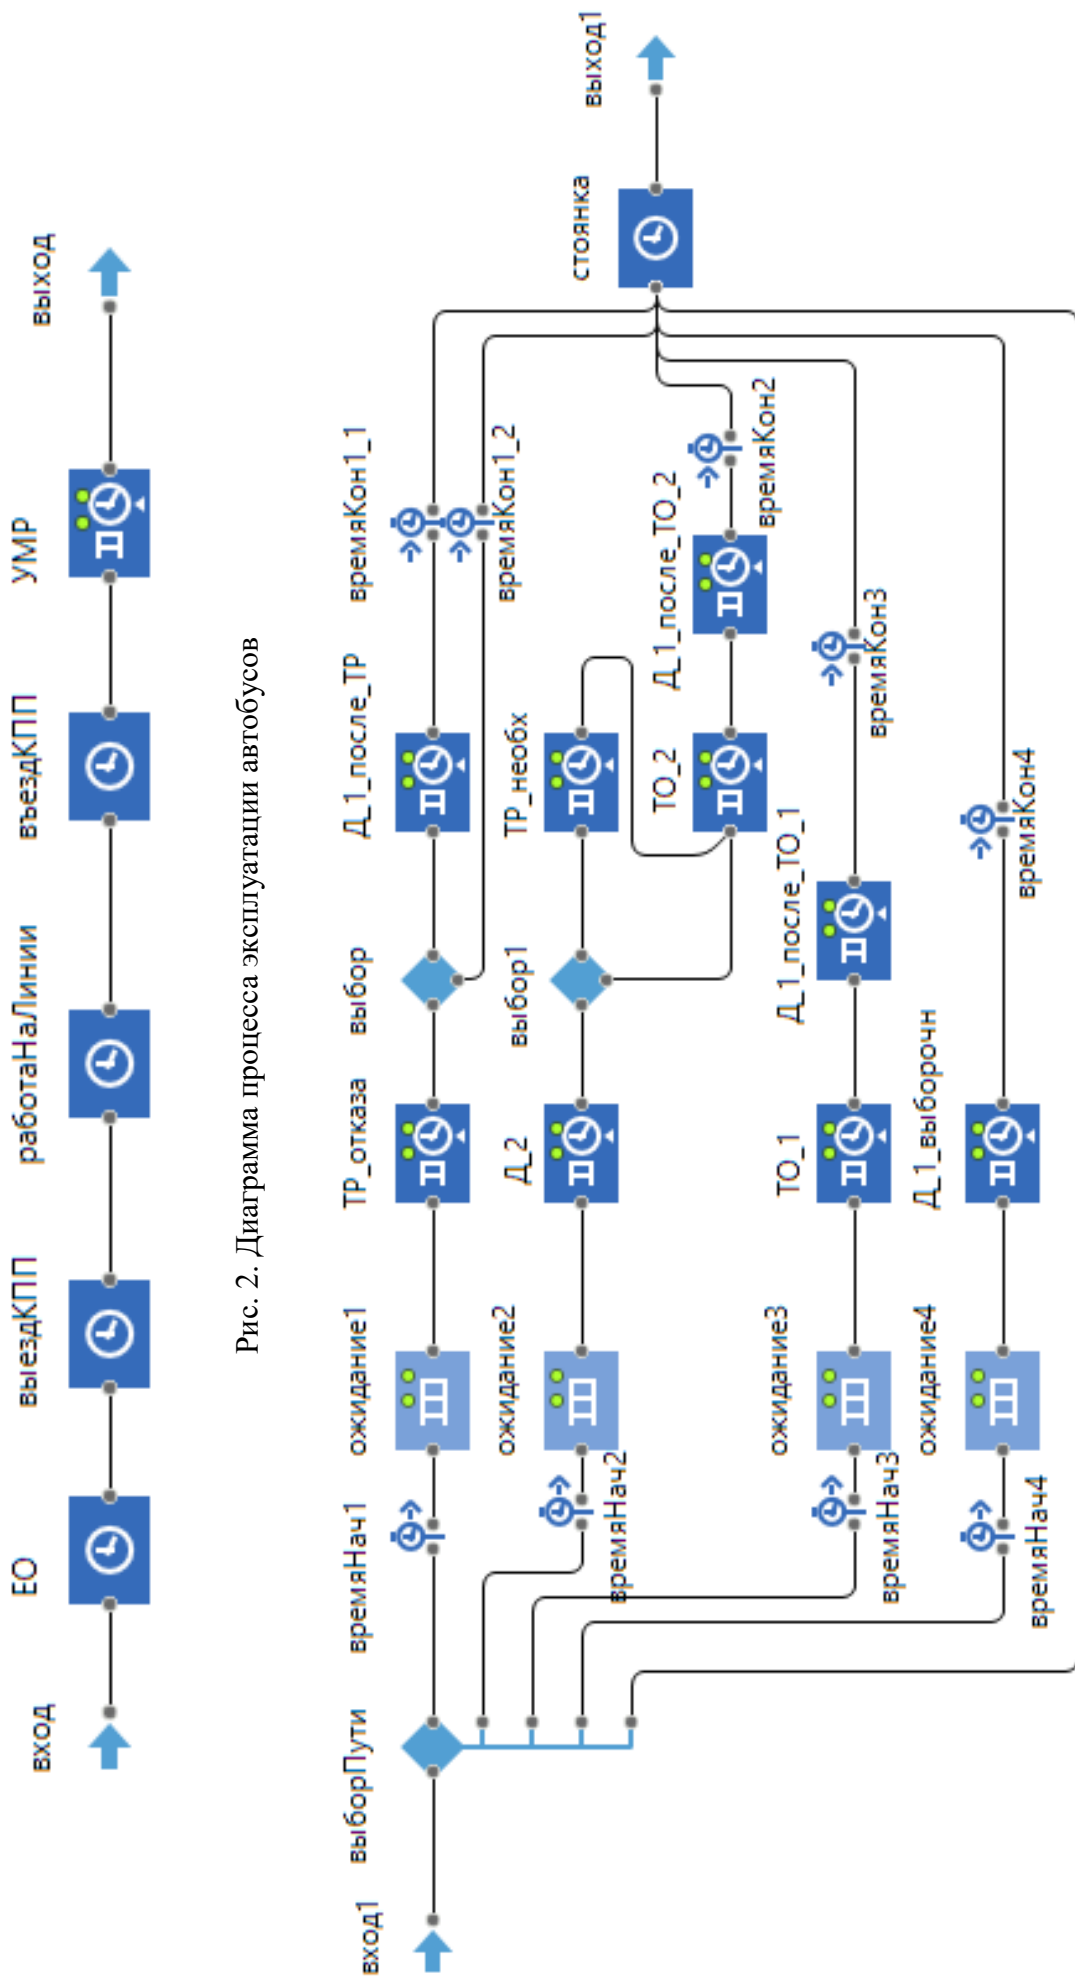 вход
ЕО
выездКПП
работаНаЛинии
въездКПП
УМР
выход
Рис. 2. Диаграмма процесса эксплуатации автобусов
вход1
выборПути
времяНач1
ожидание1
ТР_отказа
выбор
Д_1_после_ТР
времяКон1_1
времяКон1_2
времяНач2
ожидание2
Д_2
выбор1
ТР_необх
ТО_2
Д_1_после_ТО_2
времяКон2
стоянка
выход1
времяНач3
ожидание3
ТО_1
Д_1_после_ТО_1
времяКон3
времяНач4
ожидание4
Д_1_выборочн
времяКон4